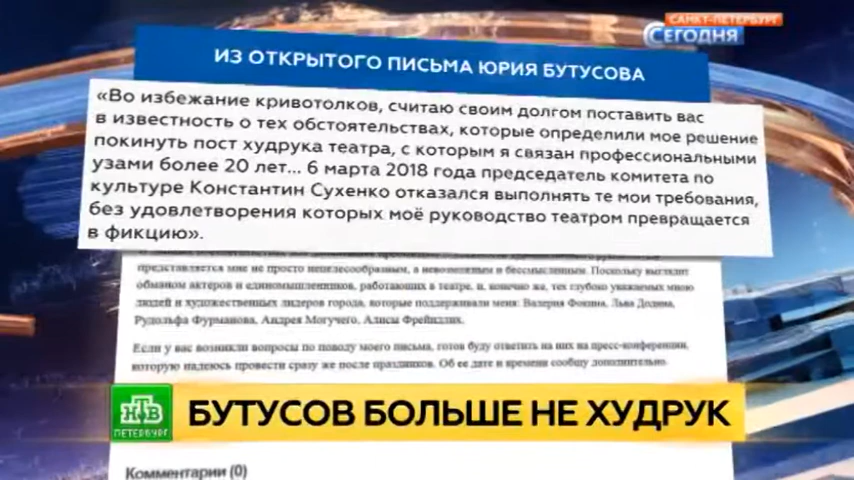 САНКТ-ПЕТЕРБУРГ
СЕГОДНЯ
ИЗ ОТКРЫТОГО ПИСЬМА ЮРИЯ БУТУСОВА
«Во избежание кривотолков, считаю своим долгом поставить вас
в известность о тех обстоятельствах, которые определили мое решение
покинуть пост худрука театра, с которым я связан профессиональными
узами более 20 лет... 6 марта 2018 года председатель комитета по
культуре Константин Сухенко отказался выполнять те мои требования,
без удовлетворения которых моё руководство театром превращается
в фикцию».
представляется мне не просто нецелесообразным, а невозможным и бессмысленным. Поскольку выглядит
обманом актеров и единомышленников, работающих в театре, и, конечно же, тех глубоко уважаемых мною
людей и художественных лидеров города, которые поддерживали меня: Валерия Фокина, Льва Додина,
Рудольфа Фурманова, Андрея Могучего, Алисы Фрейндлих.
Если у вас возникли вопросы по поводу моего письма, готов буду ответить на них на пресс-конференции,
которую надеюсь провести сразу же после праздников. Об ее дате и времени сообщу дополнительно.
НТВ
ПЕТЕРБУРГ
БУТУСОВ БОЛЬШЕ НЕ ХУДРУК
Комментарии (0)